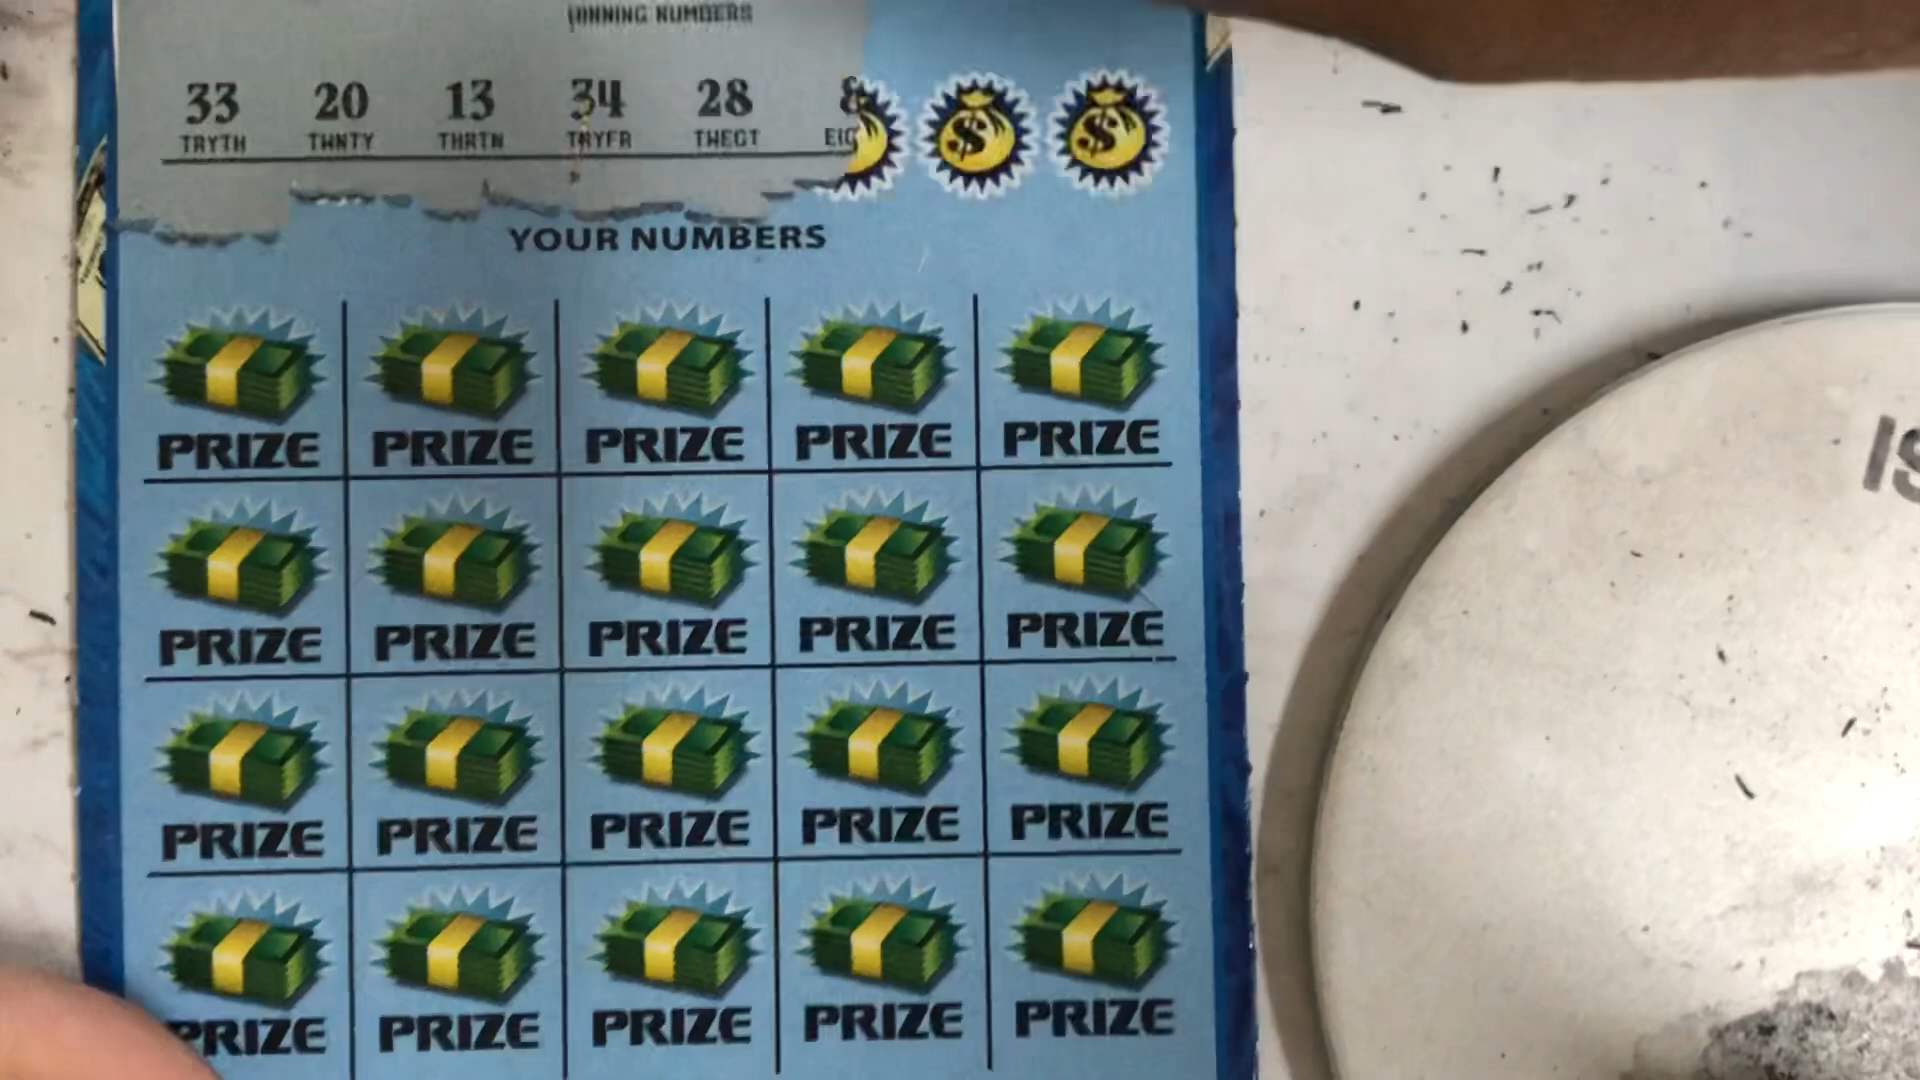 WINNING NUMBERS
33 20 13 34 28 8
TRYTH TWNTY THRTN TRYFR TWEGT
YOUR NUMBERS
PRIZE PRIZE PRIZE PRIZE PRIZE
PRIZE PRIZE PRIZE PRIZE PRIZE
PRIZE PRIZE PRIZE PRIZE PRIZE
PRIZE PRIZE PRIZE PRIZE PRIZE